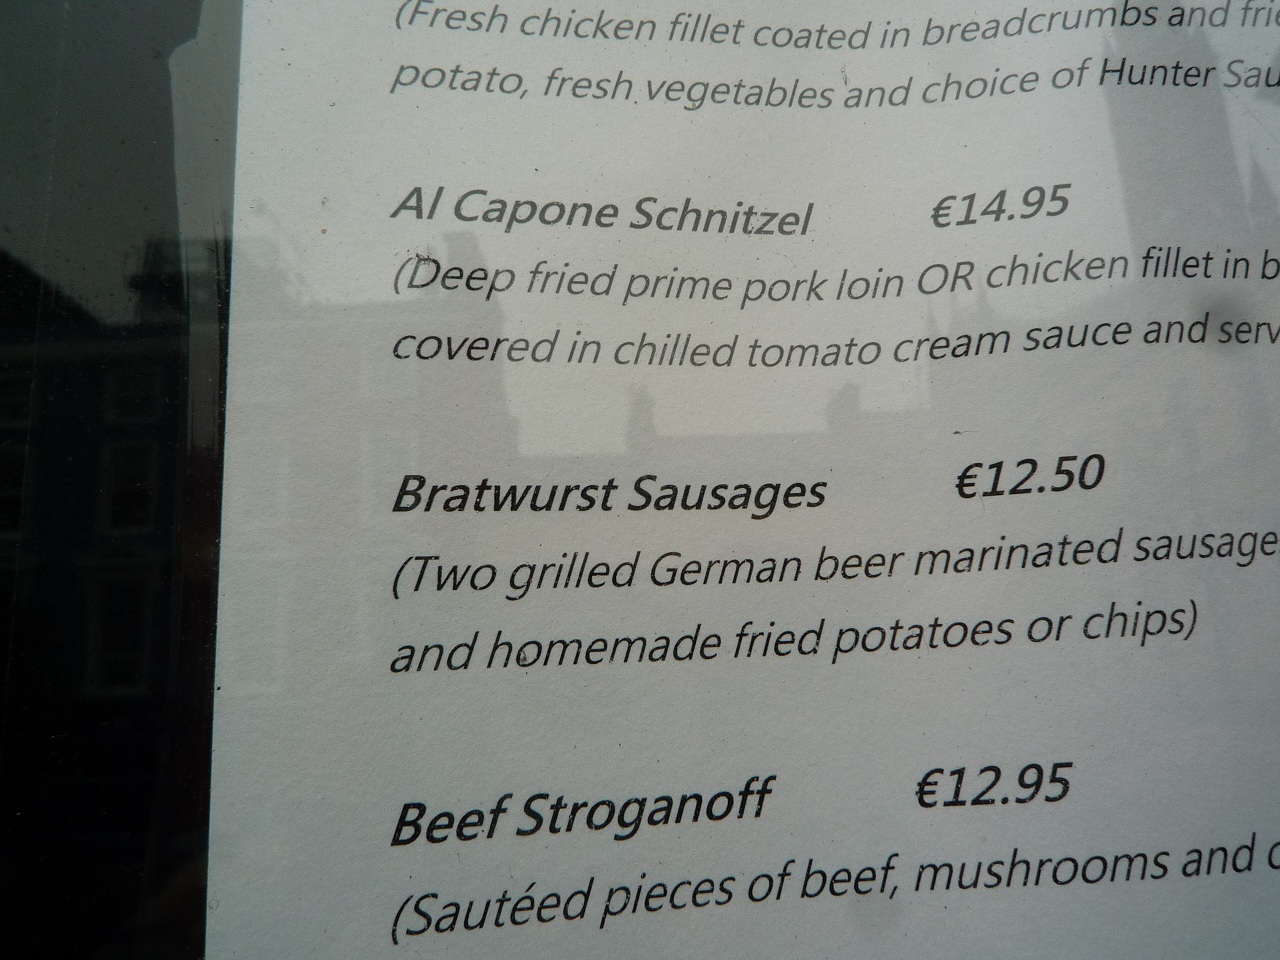 (Fresh chicken fillet coated in breadcrumbs and
potato, fresh vegetables and choice of Hunter
Al Capone Schnitzel €14.95
(Deep fried prime pork loin OR chicken fillet in
covered in chilled tomato cream sauce and
Bratwurst Sausages €12.50
(Two grilled German beer marinated sausage
and homemade fried potatoes or chips)
Beef Stroganoff €12.95
(Sautéed pieces of beef, mushrooms and